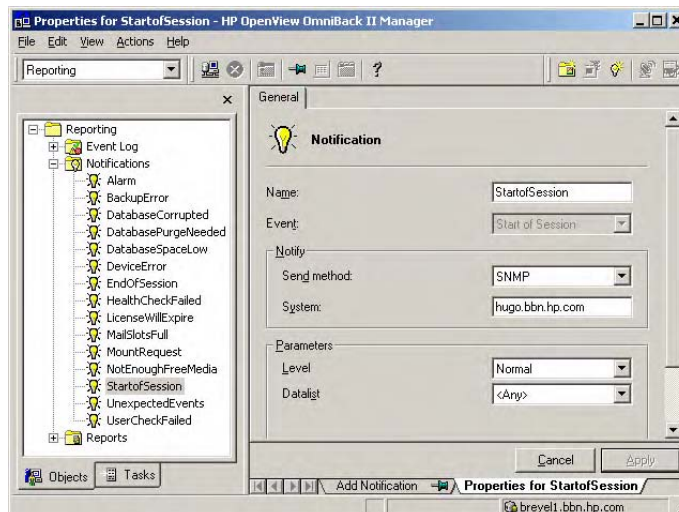 Properties for StartofSession - HP OpenView OmniBack II Manager
File Edit View Actions Help
Reporting
?
Reporting
Event Log
Notifications
Alarm
BackupError
DatabaseCorrupted
DatabasePurgeNeeded
DatabaseSpaceLow
DeviceError
EndOfSession
HealthCheckFailed
LicenseWillExpire
MailSlotsFull
MountRequest
NotEnoughFreeMedia
StartofSession
UnexpectedEvents
UserCheckFailed
Reports
Objects Tasks
General
Notification
Name: StartofSession
Event: Start of Session
Notify
Send method: SNMP
System: hugo.bbn.hp.com
Parameters
Level Normal
Datalist <Any>
Cancel Apply
Add Notification Properties for StartofSession
brevel1.bbn.hp.com